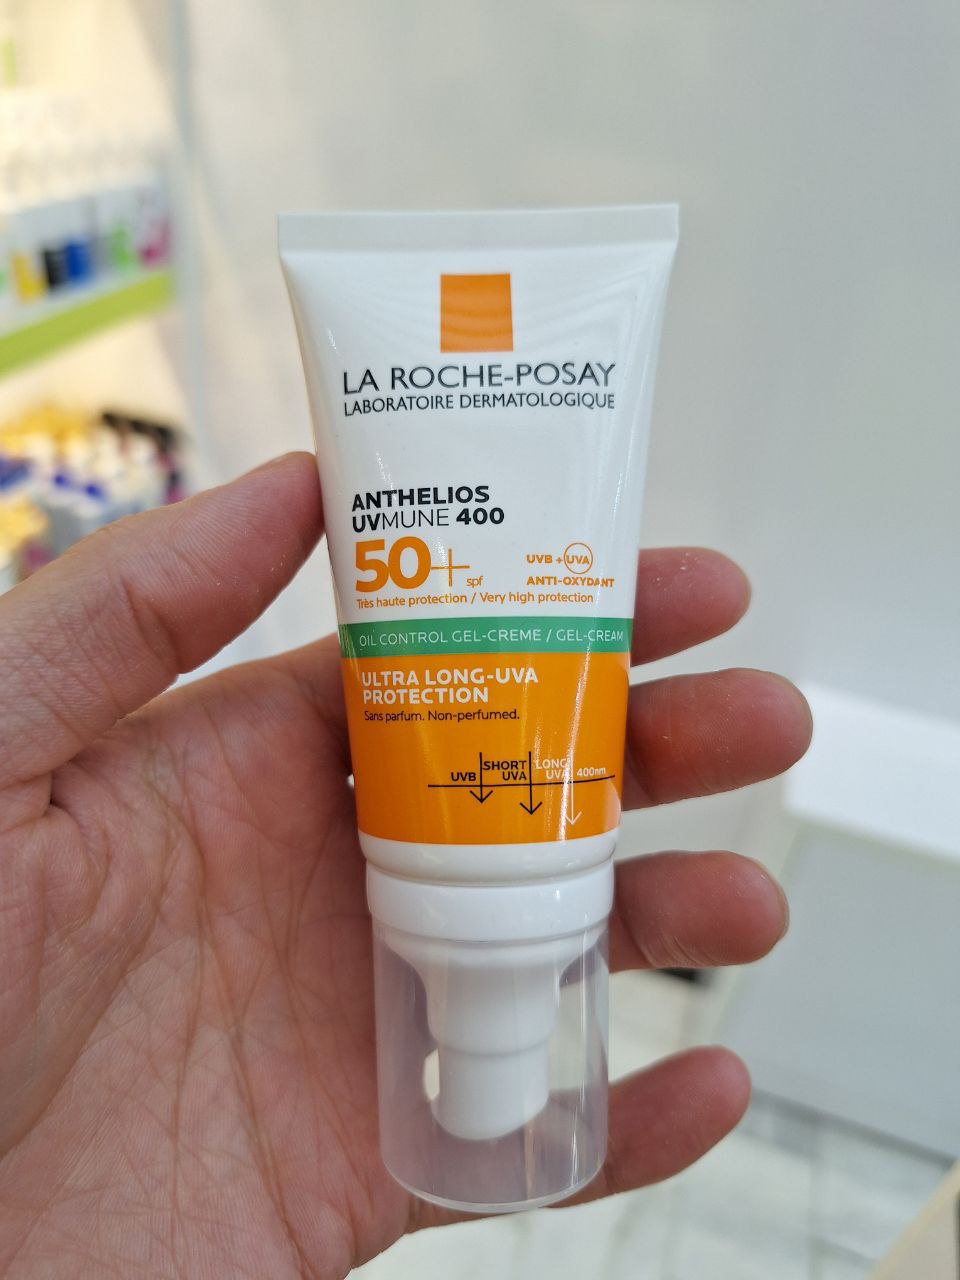 LA ROCHE-POSAY
LABORATOIRE DERMATOLOGIQUE
ANTHELIOS
UVMUNE 400
50+ spf
UVB + UVA
ANTI-OXYDANT
Très haute protection / Very high protection
OIL CONTROL GEL-CREME / GEL-CREAM
ULTRA LONG-UVA
PROTECTION
Sans parfum. Non-perfumed.
UVB
SHORT
UVA
LONG
UVA
400nm